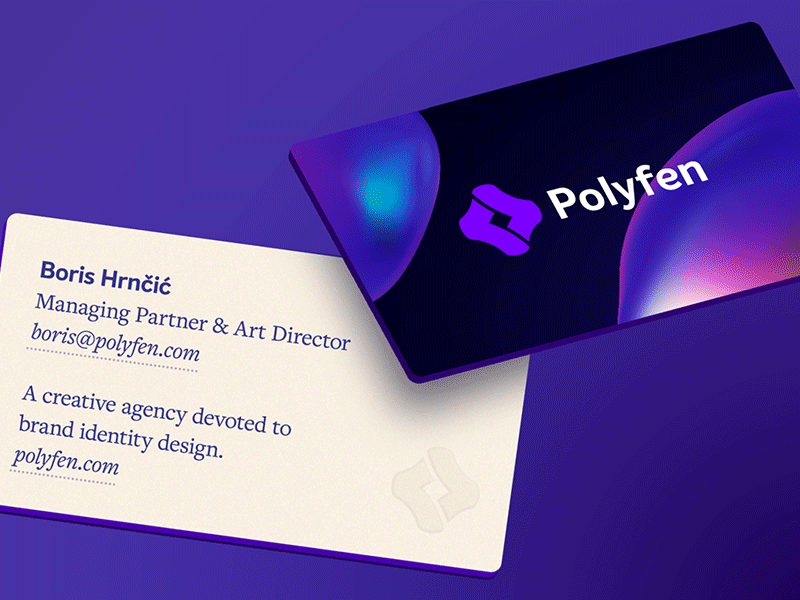 Polyfen
Boris Hrnčić
Managing Partner & Art Director
boris@polyfen.com
A creative agency devoted to
brand identity design.
polyfen.com